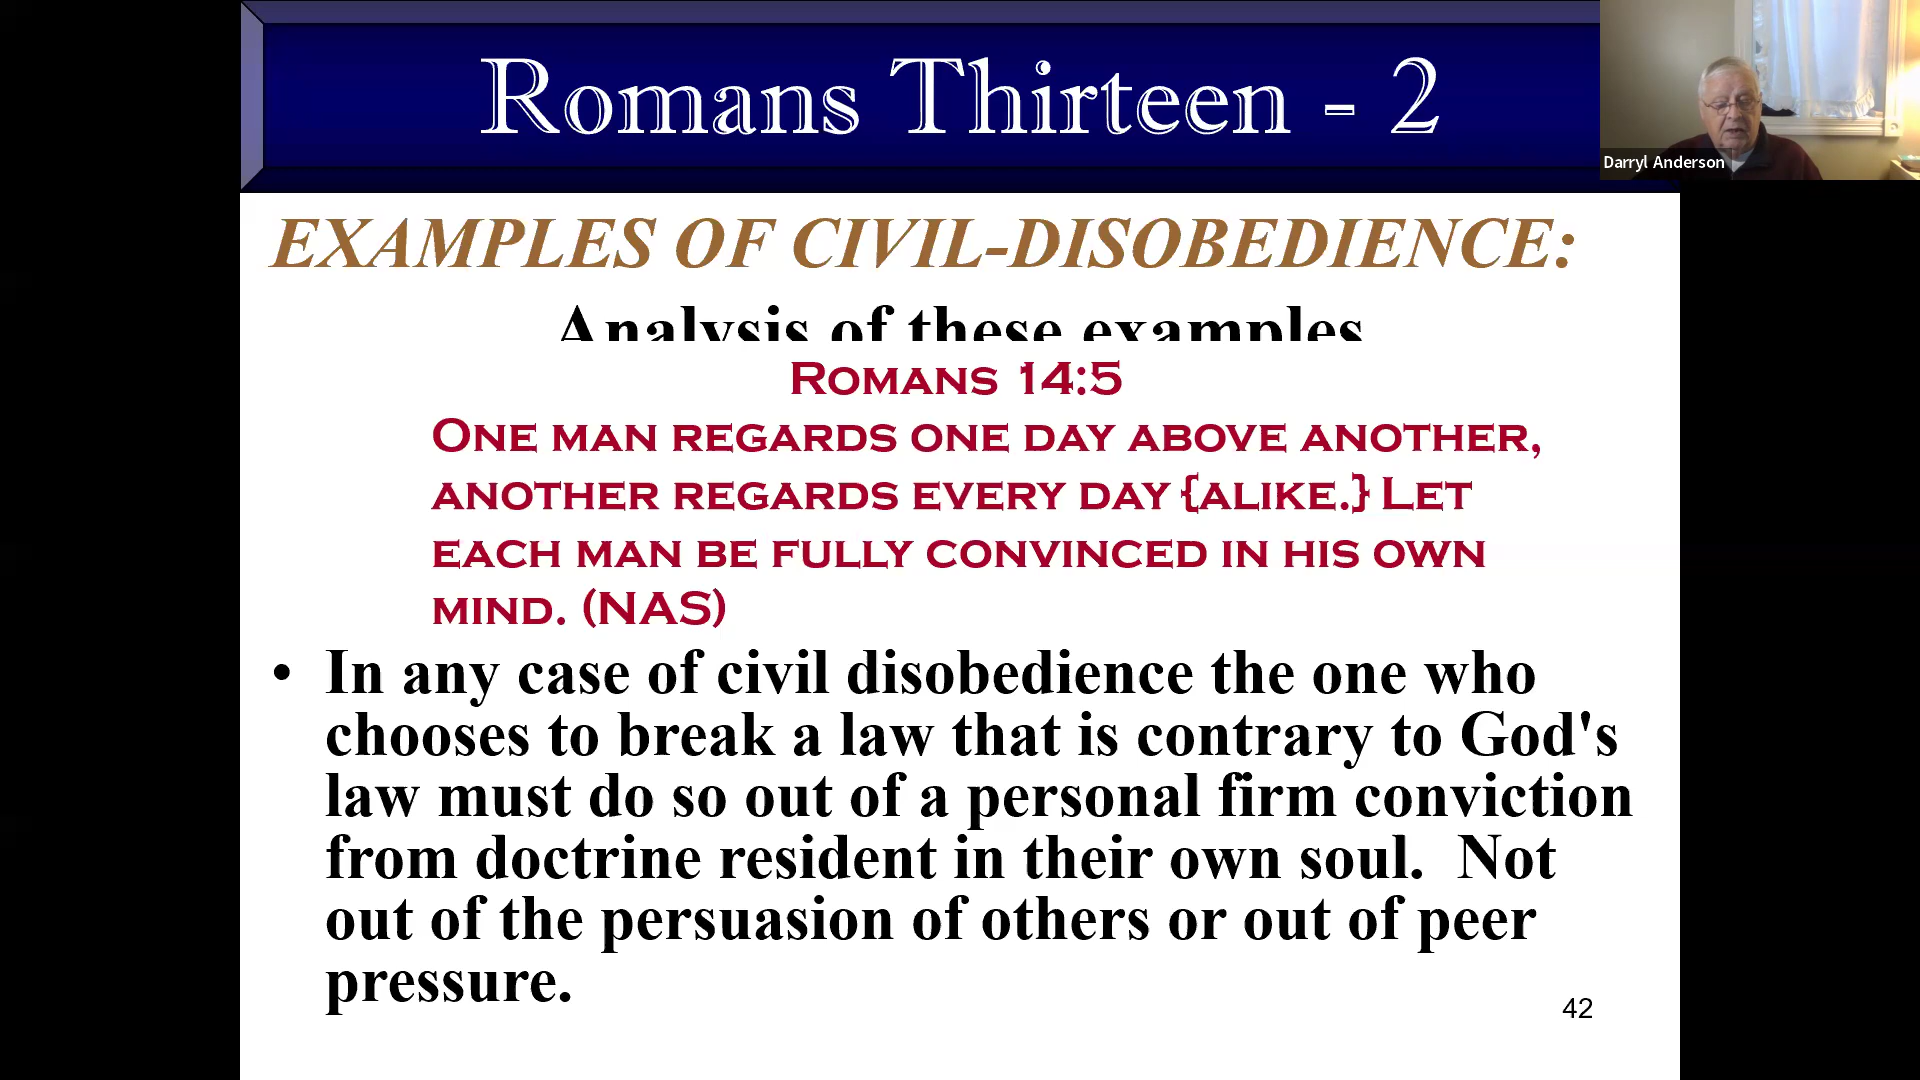 Romans Thirteen - 2
Darryl Anderson
EXAMPLES OF CIVIL-DISOBEDIENCE:
Analysis of these examples
ROMANS 14:5
ONE MAN REGARDS ONE DAY ABOVE ANOTHER,
ANOTHER REGARDS EVERY DAY {ALIKE.} LET
EACH MAN BE FULLY CONVINCED IN HIS OWN
MIND. (NAS)
• In any case of civil disobedience the one who
chooses to break a law that is contrary to God's
law must do so out of a personal firm conviction
from doctrine resident in their own soul.  Not
out of the persuasion of others or out of peer
pressure.
42